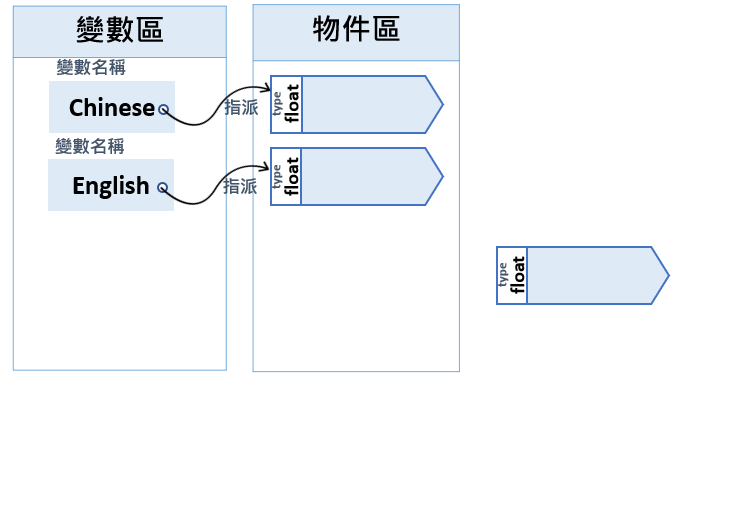 變數區
物件區
變數名稱
Chinese
指派
type
float
變數名稱
English
指派
type
float
type
float